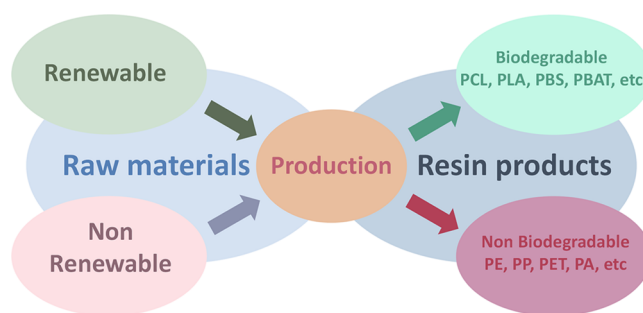 Renewable
Raw materials
Non
Renewable
Production
Biodegradable
PCL, PLA, PBS, PBAT, etc
Resin products
Non Biodegradable
PE, PP, PET, PA, etc